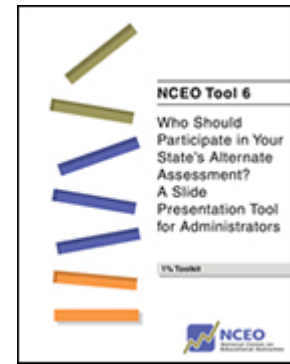 NCEO Tool 6
Who Should
Participate in Your
State's Alternate
Assessment?
A Slide
Presentation Tool
for Administrators
1% Toolkit
NCEO
National Center on
Educational Outcomes